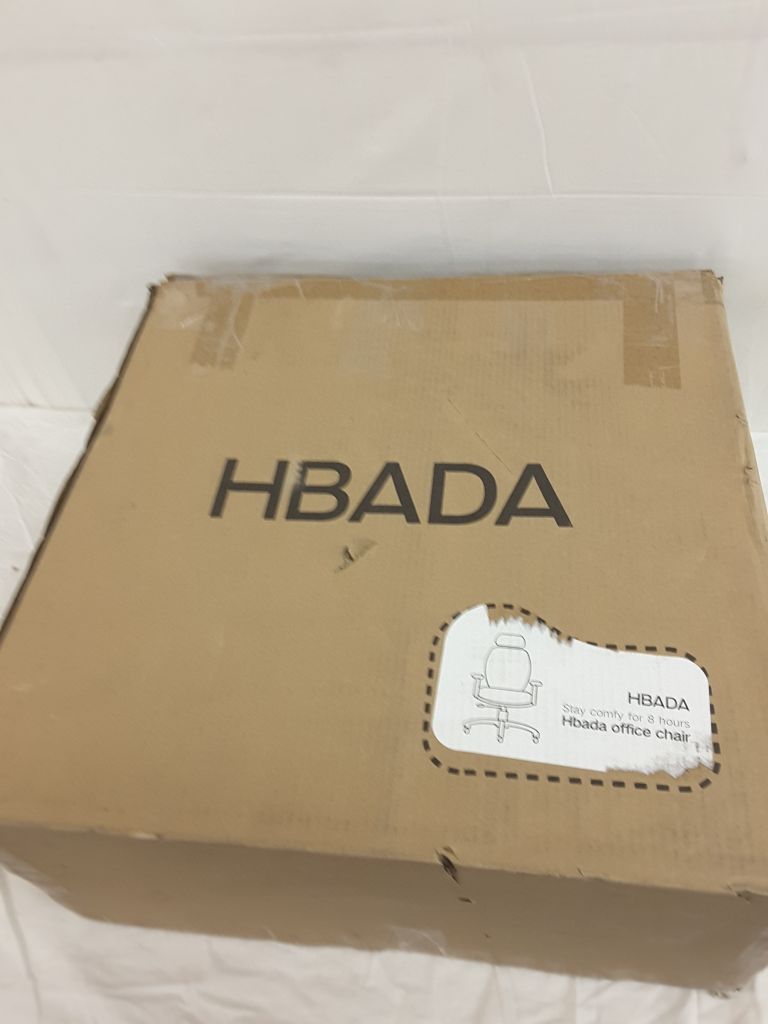 HBADA
HBADA
Stay comfy for 8 hours
Hbada office chair